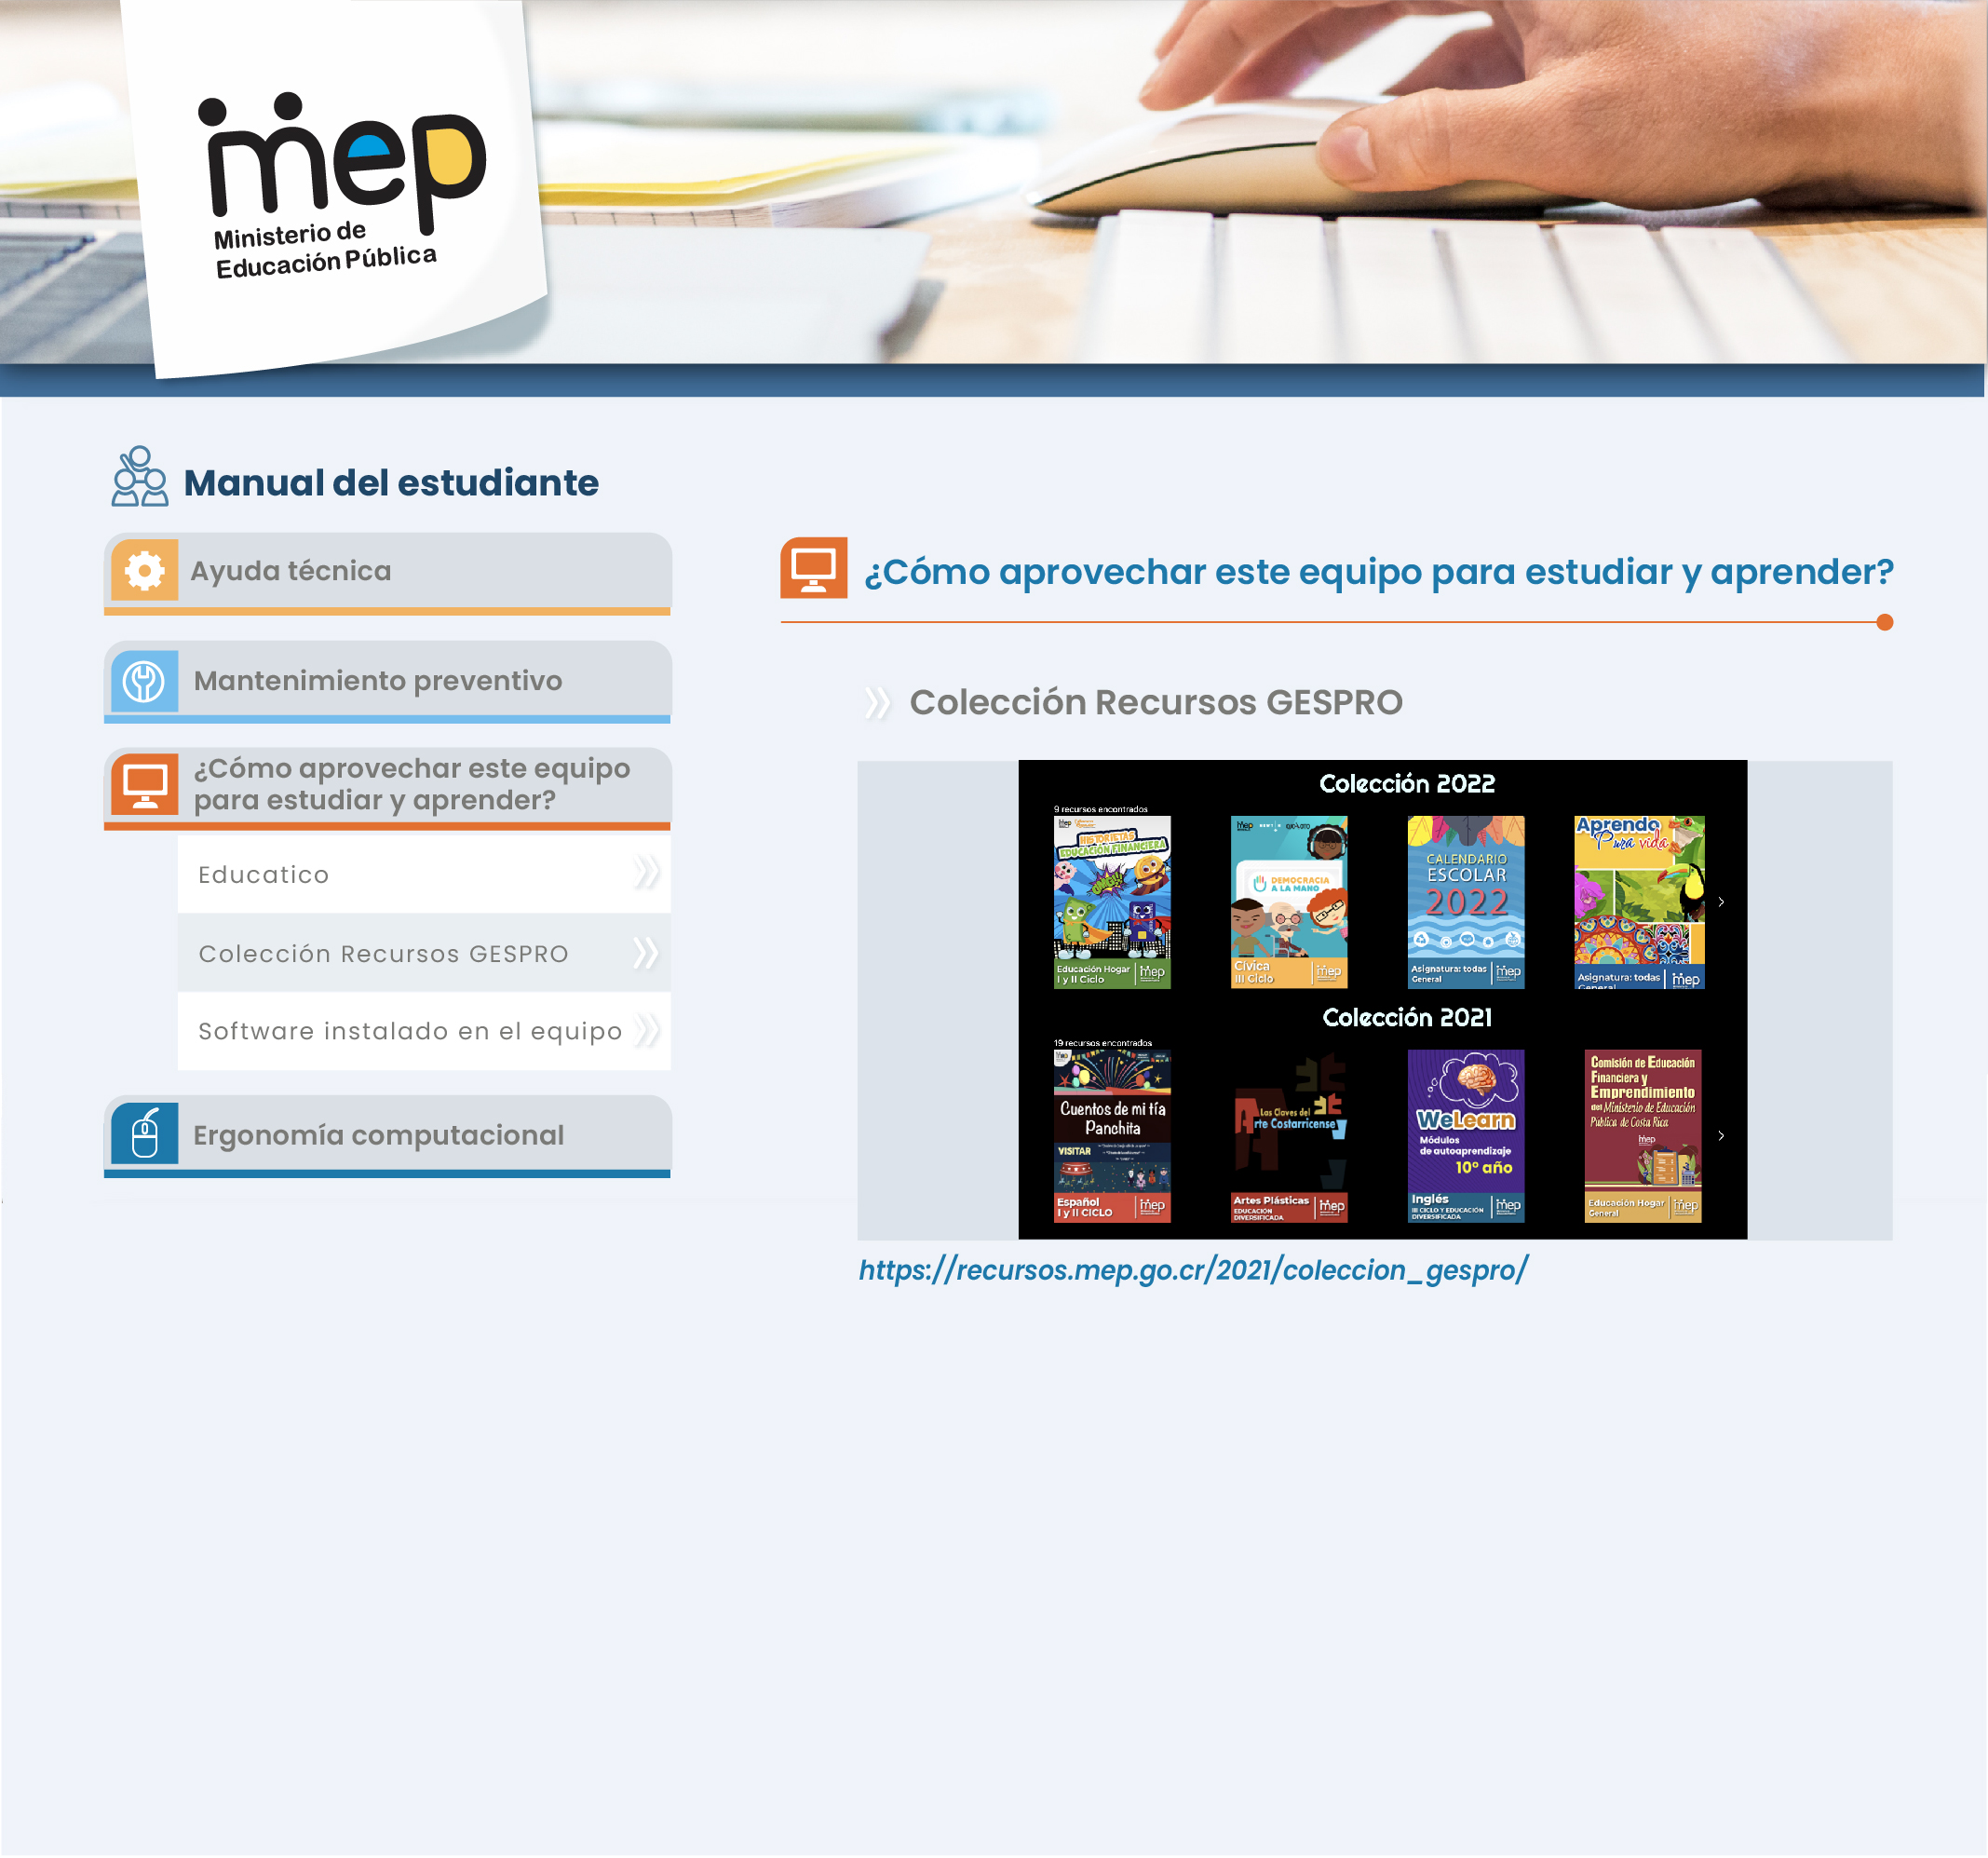 mep
Ministerio de
Educación Pública
Manual del estudiante
Ayuda técnica
Mantenimiento preventivo
¿Cómo aprovechar este equipo
para estudiar y aprender?
Educatico
Colección Recursos GESPRO
Software instalado en el equipo
Ergonomía computacional
¿Cómo aprovechar este equipo para estudiar y aprender?
Colección Recursos GESPRO
Colección 2022
9 recursos encontrados
mep
HISTORIETAS
EDUCACIÓN FINANCIERA
OMG!!
Educación Hogar
I y II Ciclo
mep
mep
DEMOCRACIA
A LA MANO
Cívica
III Ciclo
mep
CALENDARIO
ESCOLAR
2022
Asignatura: todas
General
mep
Aprendo
Pura vida
Asignatura: todas
General
mep
Colección 2021
19 recursos encontrados
mep
Cuentos de mi tía
Panchita
VISITAR
Español
I y II CICLO
mep
Las Claves del
Arte Costarricense
Artes Plásticas
EDUCACIÓN
DIVERSIFICADA
mep
WeLearn
Módulos
de autoaprendizaje
10° año
Inglés
III CICLO Y EDUCACIÓN
DIVERSIFICADA
mep
Comisión de Educación
Financiera y
Emprendimiento
del Ministerio de Educación
Pública de Costa Rica
mep
Educación Hogar
General
mep
https://recursos.mep.go.cr/2021/coleccion_gespro/